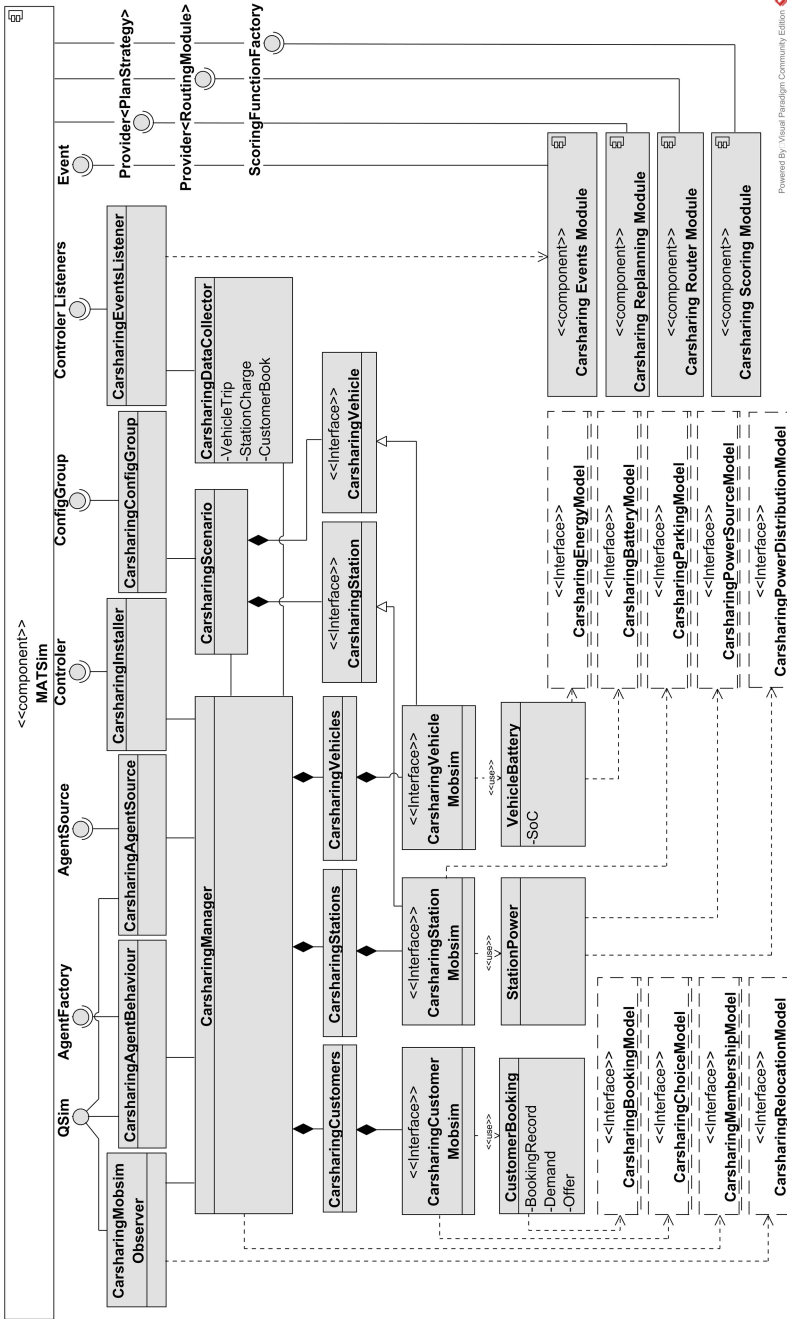 <<component>>
MATSim
QSim
AgentFactory
AgentSource
Controler
ConfigGroup
Controler Listeners
Event
Provider<PlanStrategy>
Provider<RoutingModule>
ScoringFunctionFactory
CarsharingMobsim
Observer
CarsharingAgentBehaviour
CarsharingAgentSource
CarsharingInstaller
CarsharingConfigGroup
CarsharingEventsListener
CarsharingManager
CarsharingScenario
CarsharingDataCollector
-VehicleTrip
-StationCharge
-CustomerBook
CarsharingCustomers
CarsharingStations
CarsharingVehicles
<<Interface>>
CarsharingStation
<<Interface>>
CarsharingVehicle
<<Interface>>
CarsharingCustomer
Mobsim
<<Interface>>
CarsharingStation
Mobsim
<<Interface>>
CarsharingVehicle
Mobsim
<<use>>
<<use>>
<<use>>
CustomerBooking
-BookingRecord
-Demand
-Offer
StationPower
VehicleBattery
-SoC
<<Interface>>
CarsharingBookingModel
<<Interface>>
CarsharingChoiceModel
<<Interface>>
CarsharingMembershipModel
<<Interface>>
CarsharingRelocationModel
<<Interface>>
CarsharingEnergyModel
<<Interface>>
CarsharingBatteryModel
<<Interface>>
CarsharingParkingModel
<<Interface>>
CarsharingPowerSourceModel
<<Interface>>
CarsharingPowerDistributionModel
<<component>>
Carsharing Events Module
<<component>>
Carsharing Replanning Module
<<component>>
Carsharing Router Module
<<component>>
Carsharing Scoring Module
Powered By: Visual Paradigm Community Edition